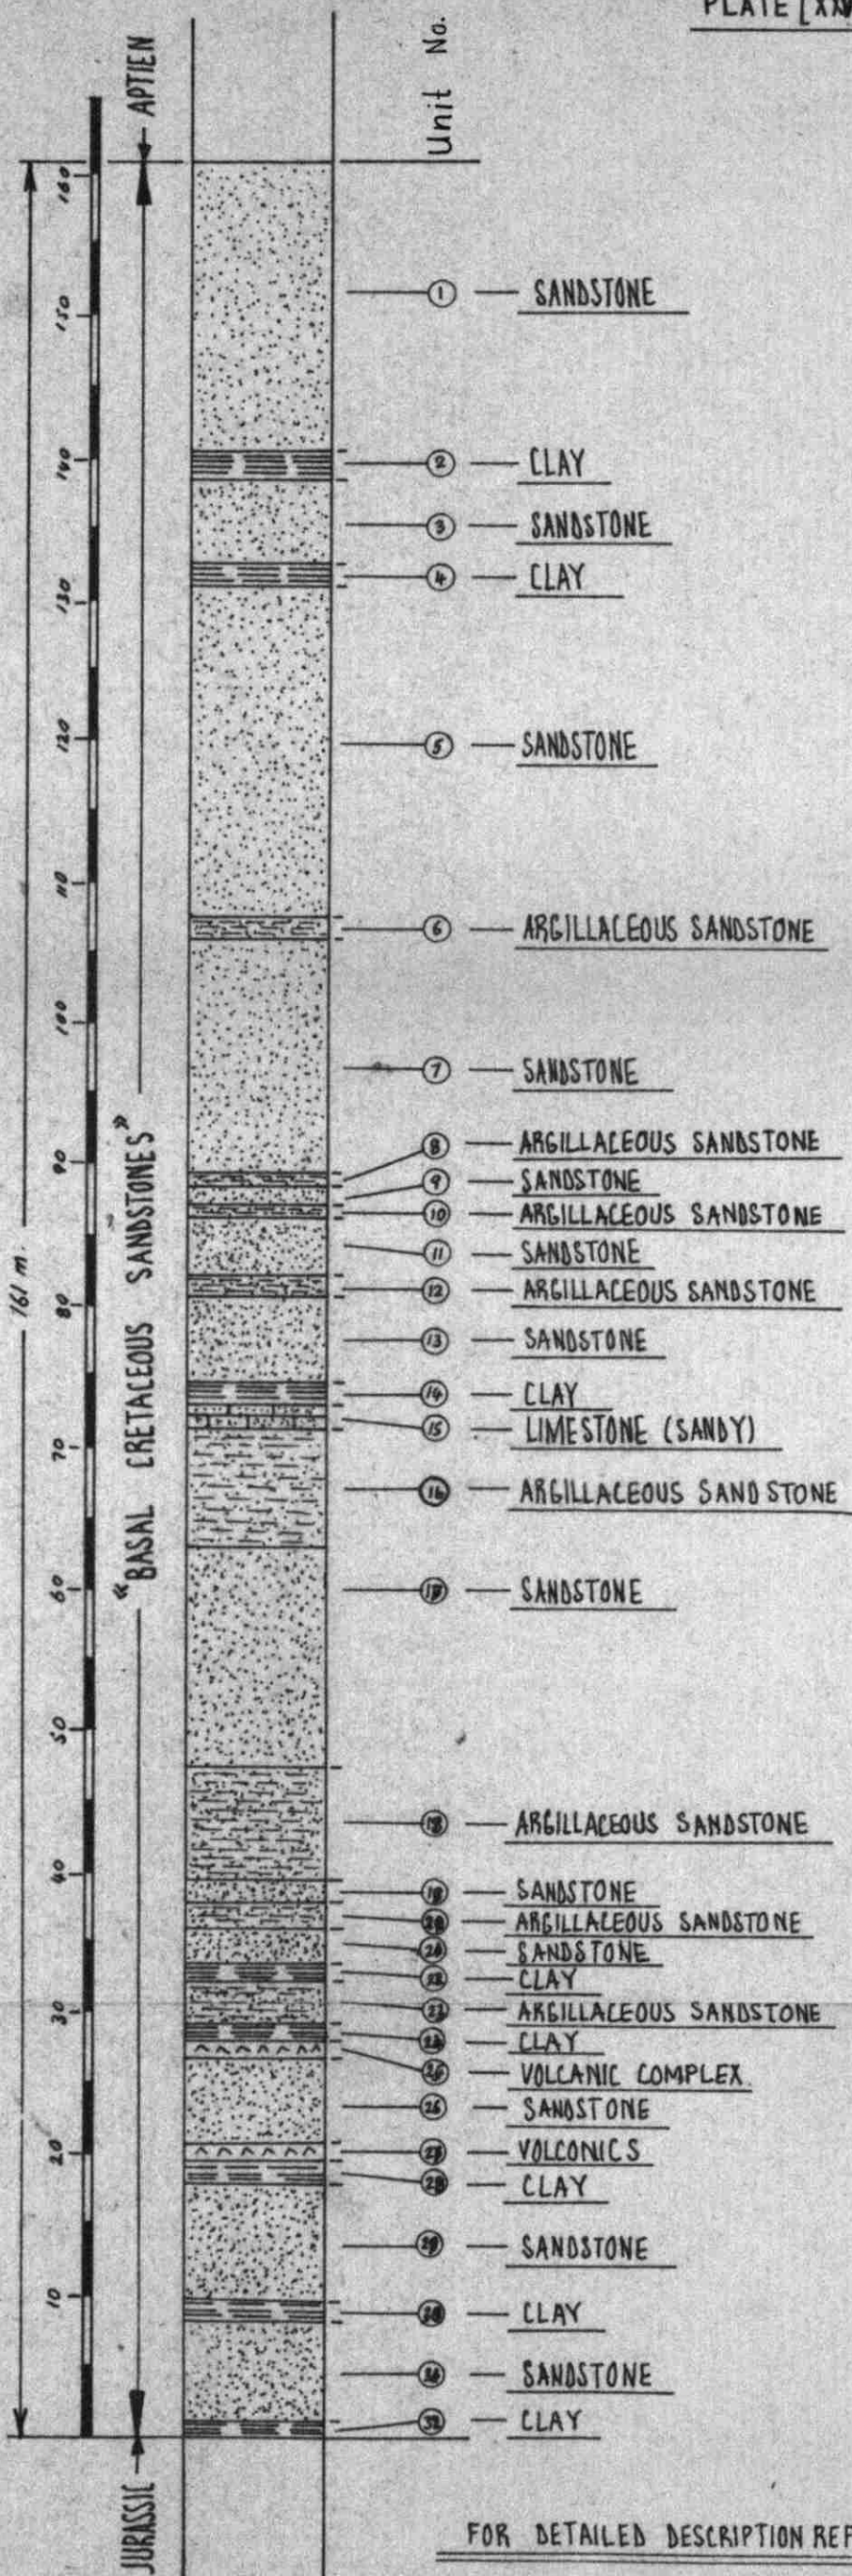 PLATE [XXV
APTIEN
Unit No.
160
1 — SANDSTONE
150
140
2 — CLAY
3 — SANDSTONE
4 — CLAY
130
120
5 — SANDSTONE
110
6 — ARGILLACEOUS SANDSTONE
100
7 — SANDSTONE
90
8 — ARGILLACEOUS SANDSTONE
9 — SANDSTONE
10 — ARGILLACEOUS SANDSTONE
11 — SANDSTONE
12 — ARGILLACEOUS SANDSTONE
80
161 m.
«BASAL CRETACEOUS SANDSTONES»
13 — SANDSTONE
14 — CLAY
15 — LIMESTONE (SANDY)
70
16 — ARGILLACEOUS SANDSTONE
60
17 — SANDSTONE
50
18 — ARGILLACEOUS SANDSTONE
40
19 — SANDSTONE
20 — ARGILLACEOUS SANDSTONE
21 — SANDSTONE
22 — CLAY
30
23 — ARGILLACEOUS SANDSTONE
24 — CLAY
25 — VOLCANIC COMPLEX.
26 — SANDSTONE
20
27 — VOLCONICS
28 — CLAY
29 — SANDSTONE
10
30 — CLAY
31 — SANDSTONE
32 — CLAY
JURASSIC
FOR DETAILED DESCRIPTION REF